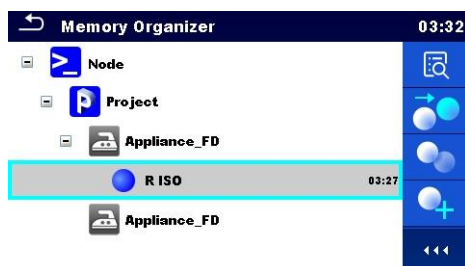 Memory Organizer 03:32
Node
Project
Appliance_FD
R ISO 03:27
Appliance_FD